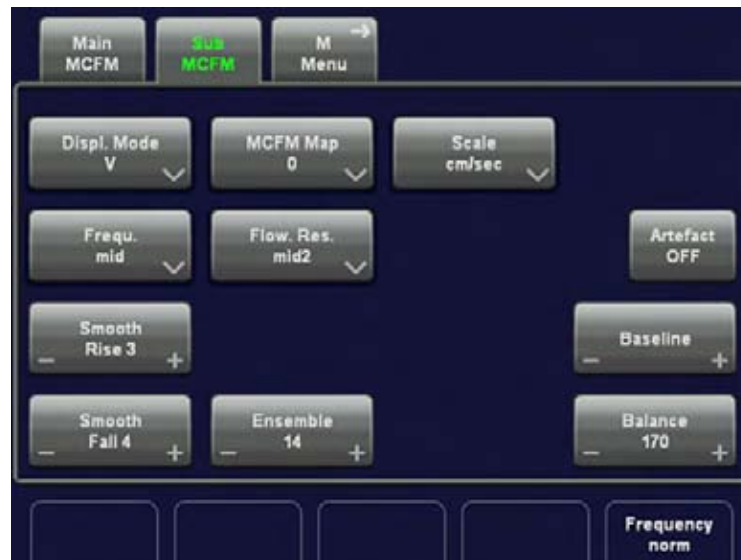 Main
MCFM
Sub
MCFM
M
Menu
Displ. Mode
V
MCFM Map
0
Scale
cm/sec
Frequ.
mid
Flow. Res.
mid2
Artefact
OFF
Smooth
Rise 3
- +
Baseline
- +
Smooth
Fall 4
- +
Ensemble
14
- +
Balance
170
- +
Frequency
norm